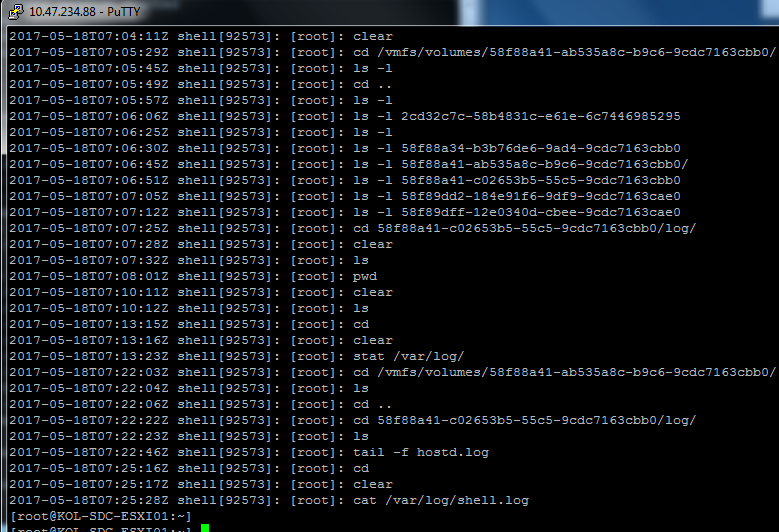 10.47.234.88 - PuTTY
2017-05-18T07:04:11Z shell[92573]: [root]: clear
2017-05-18T07:05:29Z shell[92573]: [root]: cd /vmfs/volumes/58f88a41-ab535a8c-b9c6-9cdc7163cbb0/
2017-05-18T07:05:45Z shell[92573]: [root]: ls -l
2017-05-18T07:05:49Z shell[92573]: [root]: cd ..
2017-05-18T07:05:57Z shell[92573]: [root]: ls -l
2017-05-18T07:06:06Z shell[92573]: [root]: ls -l 2cd32c7c-58b4831c-e61e-6c7446985295
2017-05-18T07:06:25Z shell[92573]: [root]: ls -l
2017-05-18T07:06:30Z shell[92573]: [root]: ls -l 58f88a34-b3b76de6-9ad4-9cdc7163cbb0
2017-05-18T07:06:45Z shell[92573]: [root]: ls -l 58f88a41-ab535a8c-b9c6-9cdc7163cbb0/
2017-05-18T07:06:51Z shell[92573]: [root]: ls -l 58f88a41-c02653b5-55c5-9cdc7163cbb0
2017-05-18T07:07:05Z shell[92573]: [root]: ls -l 58f89dd2-184e91f6-9df9-9cdc7163cae0
2017-05-18T07:07:12Z shell[92573]: [root]: ls -l 58f89dff-12e0340d-cbee-9cdc7163cae0
2017-05-18T07:07:25Z shell[92573]: [root]: cd 58f88a41-c02653b5-55c5-9cdc7163cbb0/log/
2017-05-18T07:07:28Z shell[92573]: [root]: clear
2017-05-18T07:07:32Z shell[92573]: [root]: ls
2017-05-18T07:08:01Z shell[92573]: [root]: pwd
2017-05-18T07:10:11Z shell[92573]: [root]: clear
2017-05-18T07:10:12Z shell[92573]: [root]: ls
2017-05-18T07:13:15Z shell[92573]: [root]: cd
2017-05-18T07:13:16Z shell[92573]: [root]: clear
2017-05-18T07:13:23Z shell[92573]: [root]: stat /var/log/
2017-05-18T07:22:03Z shell[92573]: [root]: cd /vmfs/volumes/58f88a41-ab535a8c-b9c6-9cdc7163cbb0/
2017-05-18T07:22:04Z shell[92573]: [root]: ls
2017-05-18T07:22:06Z shell[92573]: [root]: cd ..
2017-05-18T07:22:22Z shell[92573]: [root]: cd 58f88a41-c02653b5-55c5-9cdc7163cbb0/log/
2017-05-18T07:22:23Z shell[92573]: [root]: ls
2017-05-18T07:22:46Z shell[92573]: [root]: tail -f hostd.log
2017-05-18T07:25:16Z shell[92573]: [root]: cd
2017-05-18T07:25:17Z shell[92573]: [root]: clear
2017-05-18T07:25:28Z shell[92573]: [root]: cat /var/log/shell.log
[root@KOL-SDC-ESXI01:~]
[root@KOL-SDC-ESXI01:~]